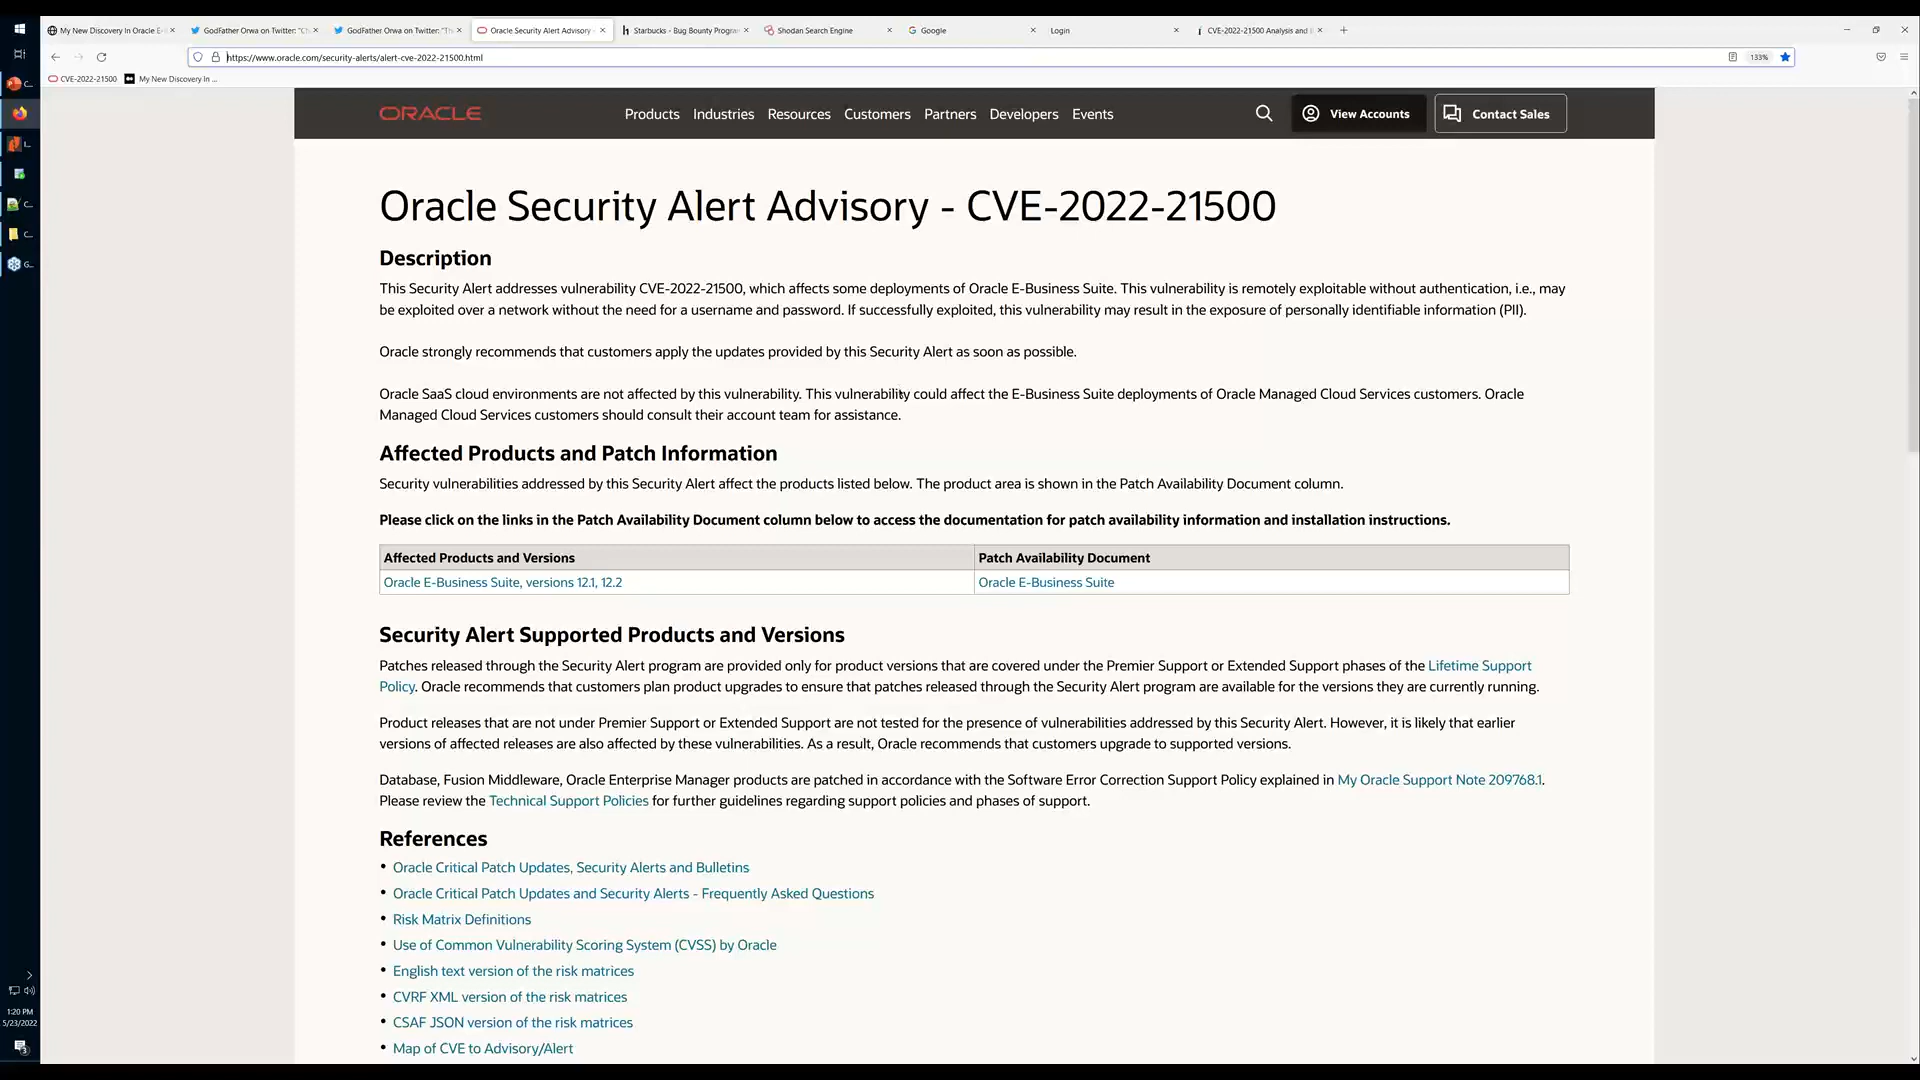 My New Discovery In Oracle E-
GodFather Orwa on Twitter: "Ch
GodFather Orwa on Twitter: "Th
Oracle Security Alert Advisory -
Starbucks - Bug Bounty Progra
Shodan Search Engine
Google
Login
CVE-2022-21500 Analysis and
https://www.oracle.com/security-alerts/alert-cve-2022-21500.html
133%
CVE-2022-21500
My New Discovery In ...
ORACLE
Products
Industries
Resources
Customers
Partners
Developers
Events
View Accounts
Contact Sales
Oracle Security Alert Advisory - CVE-2022-21500
Description
This Security Alert addresses vulnerability CVE-2022-21500, which affects some deployments of Oracle E-Business Suite. This vulnerability is remotely exploitable without authentication, i.e., may
be exploited over a network without the need for a username and password. If successfully exploited, this vulnerability may result in the exposure of personally identifiable information (PII).
Oracle strongly recommends that customers apply the updates provided by this Security Alert as soon as possible.
Oracle SaaS cloud environments are not affected by this vulnerability. This vulnerability could affect the E-Business Suite deployments of Oracle Managed Cloud Services customers. Oracle
Managed Cloud Services customers should consult their account team for assistance.
Affected Products and Patch Information
Security vulnerabilities addressed by this Security Alert affect the products listed below. The product area is shown in the Patch Availability Document column.
Please click on the links in the Patch Availability Document column below to access the documentation for patch availability information and installation instructions.
Affected Products and Versions
Patch Availability Document
Oracle E-Business Suite, versions 12.1, 12.2
Oracle E-Business Suite
Security Alert Supported Products and Versions
Patches released through the Security Alert program are provided only for product versions that are covered under the Premier Support or Extended Support phases of the Lifetime Support
Policy. Oracle recommends that customers plan product upgrades to ensure that patches released through the Security Alert program are available for the versions they are currently running.
Product releases that are not under Premier Support or Extended Support are not tested for the presence of vulnerabilities addressed by this Security Alert. However, it is likely that earlier
versions of affected releases are also affected by these vulnerabilities. As a result, Oracle recommends that customers upgrade to supported versions.
Database, Fusion Middleware, Oracle Enterprise Manager products are patched in accordance with the Software Error Correction Support Policy explained in My Oracle Support Note 209768.1.
Please review the Technical Support Policies for further guidelines regarding support policies and phases of support.
References
• Oracle Critical Patch Updates, Security Alerts and Bulletins
• Oracle Critical Patch Updates and Security Alerts - Frequently Asked Questions
• Risk Matrix Definitions
• Use of Common Vulnerability Scoring System (CVSS) by Oracle
• English text version of the risk matrices
• CVRF XML version of the risk matrices
• CSAF JSON version of the risk matrices
• Map of CVE to Advisory/Alert
1:20 PM
5/23/2022